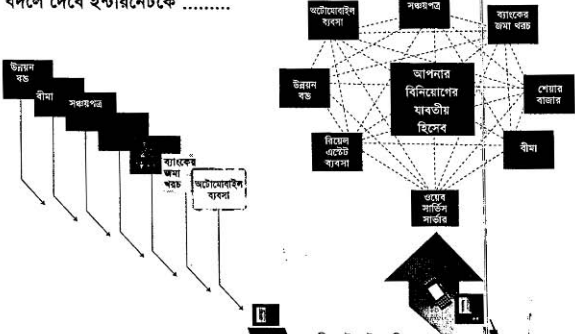 বদলে দেবে ইন্টারনেটকে .........
উন্নয়ন
বন্ড
বীমা
সঞ্চয়পত্র
ব্যাংকের
জমা
খরচ
অটোমোবাইল
ব্যবসা
অটোমোবাইল
ব্যবসা
সঞ্চয়পত্র
ব্যাংকের
জমা খরচ
উন্নয়ন
বন্ড
আপনার
বিনিয়োগের
যাবতীয়
হিসেব
শেয়ার
বাজার
রিয়েল
এস্টেট
ব্যবসা
বীমা
ওয়েব
সার্ভিস
সার্ভার